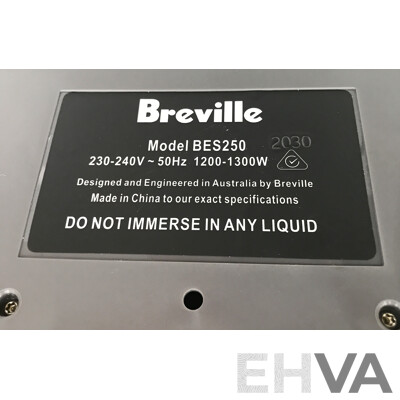 Breville
Model BES250 2030
230-240V ~ 50Hz 1200-1300W
Designed and Engineered in Australia by Breville
Made in China to our exact specifications
DO NOT IMMERSE IN ANY LIQUID
EHVA